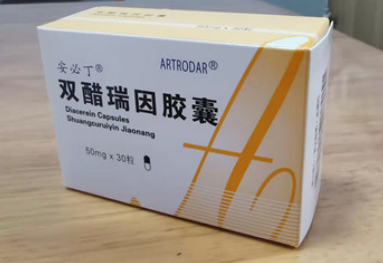 安必丁®
ARTRODAR®
双醋瑞因胶囊
Diacerein Capsules
Shuangcuruiyin Jiaonang
50mg x 30粒